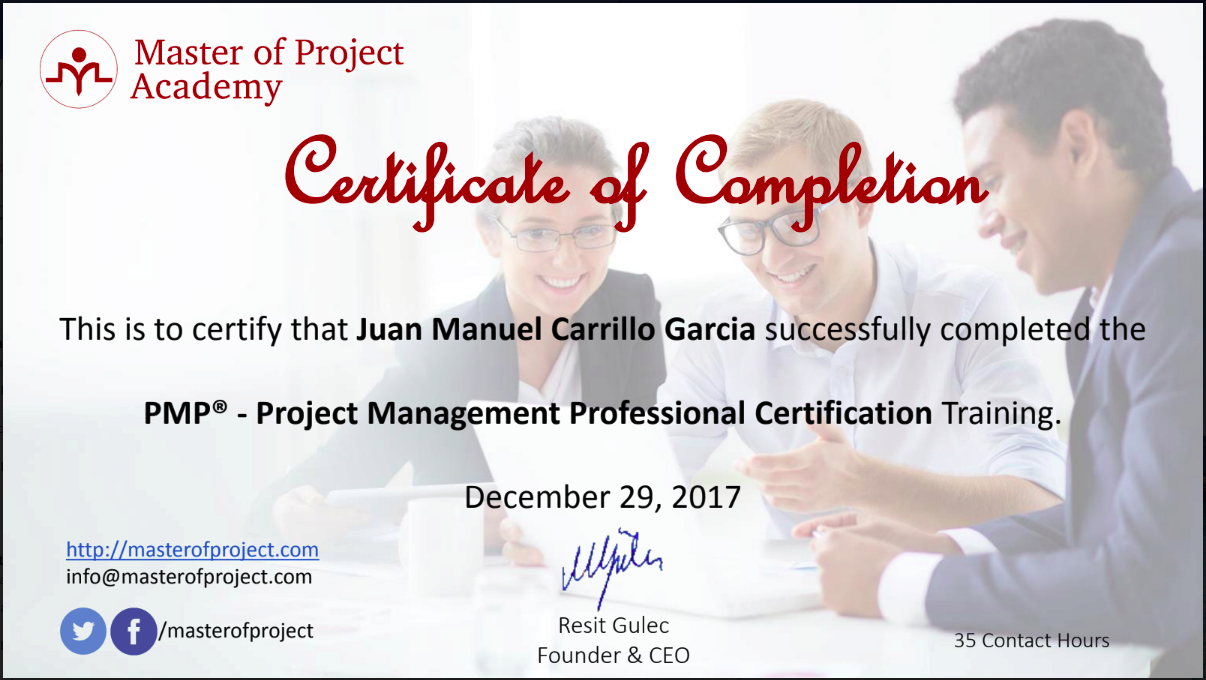 Master of Project
Academy
Certificate of Completion
This is to certify that Juan Manuel Carrillo Garcia successfully completed the
PMP® - Project Management Professional Certification Training.
December 29, 2017
http://masterofproject.com
info@masterofproject.com
/masterofproject
Resit Gulec
Founder & CEO
35 Contact Hours